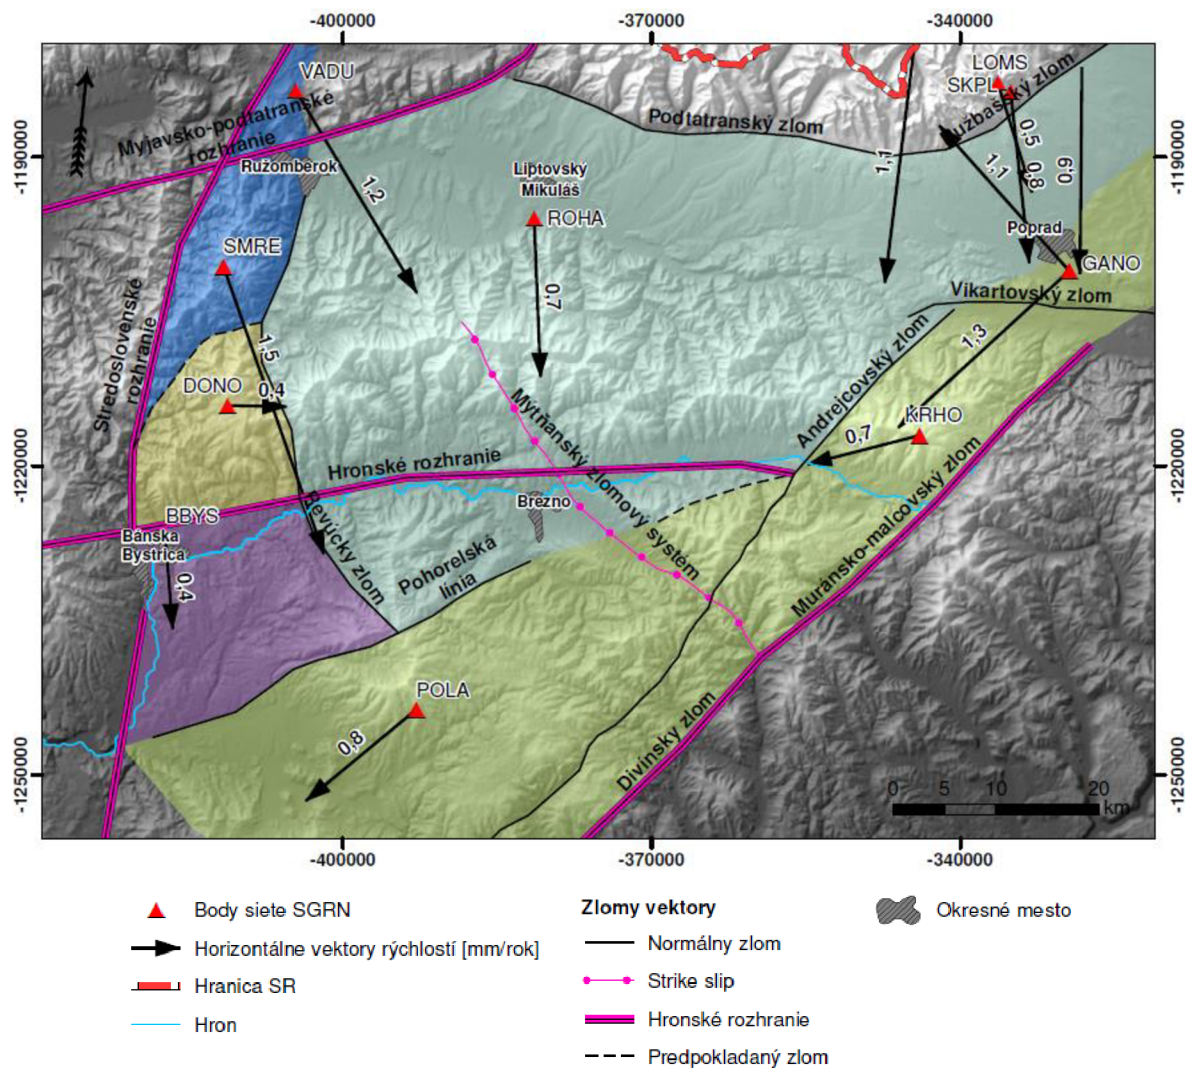 -400000
-370000
-340000
VADU
LOMS
SKPL
Ružbašský zlom
Myjavsko-podtatranské
rozhranie
Podtatranský zlom
-1190000
-1190000
Ružomberok
Liptovský
Mikuláš
1,2
1,1
1,1
0,5
0,8
0,9
ROHA
Poprad
GANO
SMRE
Vikartovský zlom
0,7
1,3
Stredoslovenské
rozhranie
1,5
DONO
0,4
Mýtňanský zlomový systém
Andrejcovský zlom
KRHO
0,7
-1220000
-1220000
Hronské rozhranie
BBYS
Bánska
Bystrica
Brezno
Revúcky zlom
Pohorelská
línia
Muránsko-malcovský zlom
0,4
POLA
0,8
Divínsky zlom
-1250000
-1250000
0 5 10 20
km
-400000
-370000
-340000
Body siete SGRN
Horizontálne vektory rýchlostí [mm/rok]
Hranica SR
Hron
Zlomy vektory
Normálny zlom
Strike slip
Hronské rozhranie
Predpokladaný zlom
Okresné mesto